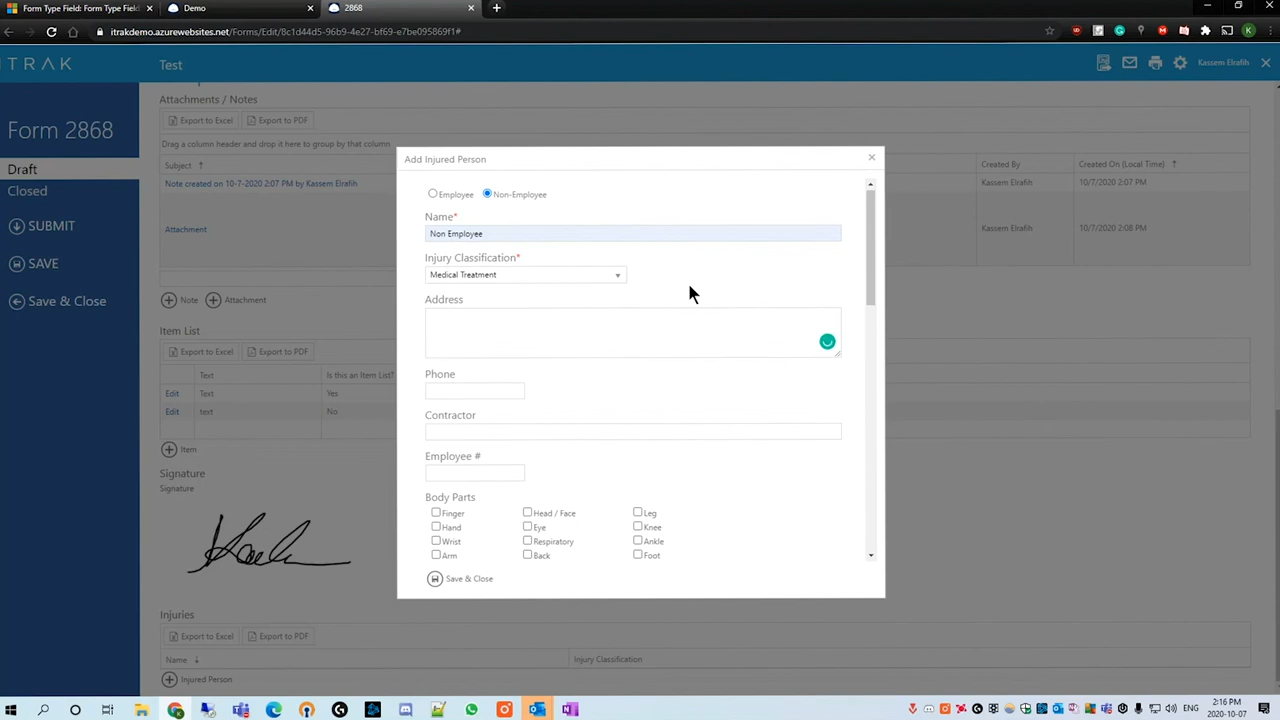 Form Type Field: Form Type Fiel
Demo
2868
itrakdemo.azurewebsites.net/Forms/Edit/8c1d44d5-96b9-4e27-bf69-e7be095869f1#
ITRAK
Test
Kassem Elrafih
Form 2868
Draft
Closed
SUBMIT
SAVE
Save & Close
Attachments / Notes
Export to Excel
Export to PDF
Drag a column header and drop it here to group by that column
Subject
Created By
Created On (Local Time)
Note created on 10-7-2020 2:07 PM by Kassem Elrafih
Kassem Elrafih
10/7/2020 2:07 PM
Attachment
Kassem Elrafih
10/7/2020 2:08 PM
Note
Attachment
Item List
Export to Excel
Export to PDF
Text
Is this an Item List?
Edit
Text
Yes
Edit
text
No
Item
Signature
Signature
Injuries
Export to Excel
Export to PDF
Name
Injury Classification
Injured Person
Add Injured Person
Employee
Non-Employee
Name*
Non Employee
Injury Classification*
Medical Treatment
Address
Phone
Contractor
Employee #
Body Parts
Finger
Head / Face
Leg
Hand
Eye
Knee
Wrist
Respiratory
Ankle
Arm
Back
Foot
Save & Close
ENG
2:16 PM
2020-10-07